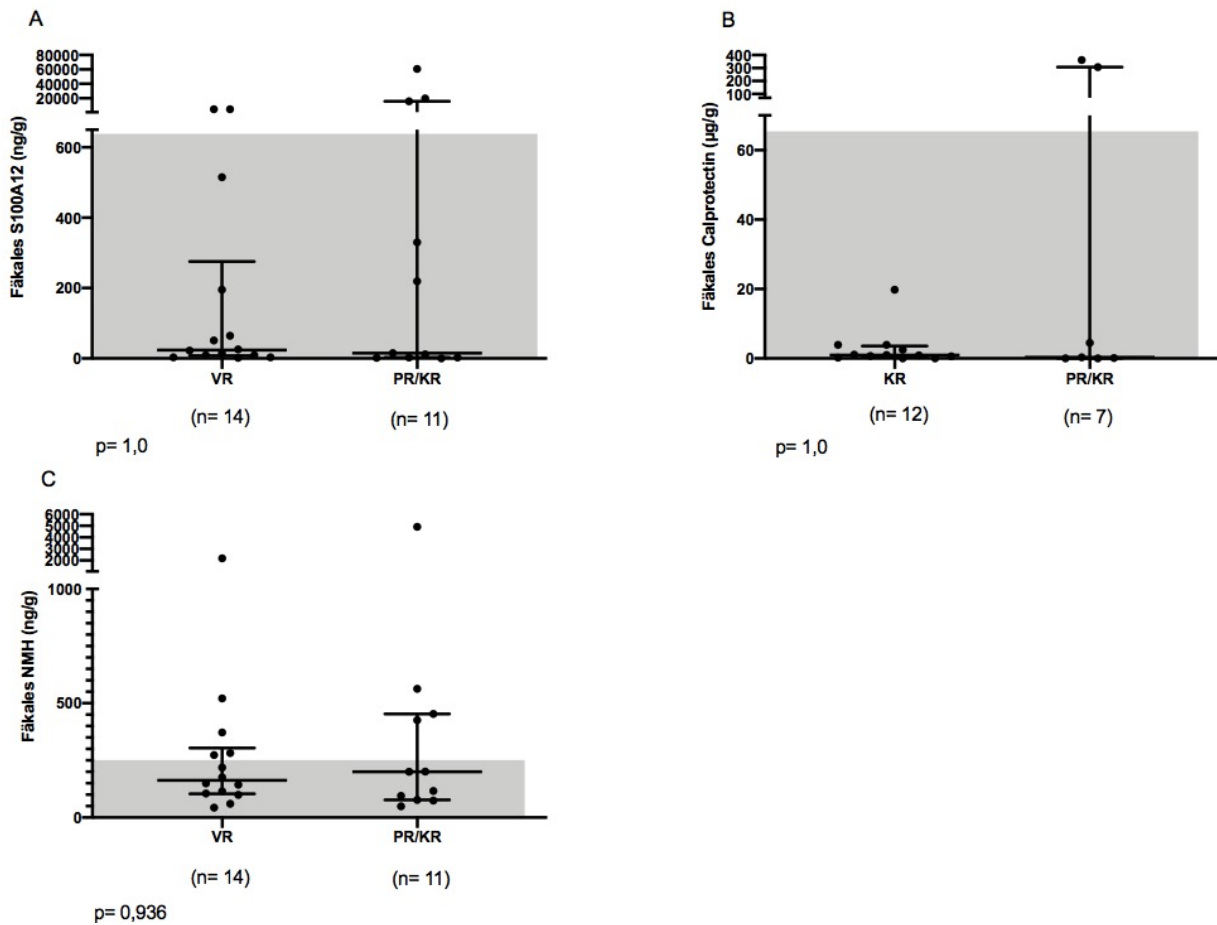 A
Fäkales S100A12 (ng/g)
80000
60000
40000
20000
600
400
200
0
VR
PR/KR
(n= 14)
(n= 11)
p= 1,0
B
Fäkales Calprotectin (µg/g)
400
300
200
100
60
40
20
0
KR
PR/KR
(n= 12)
(n= 7)
p= 1,0
C
Fäkales NMH (ng/g)
6000
5000
4000
3000
2000
1000
500
0
VR
PR/KR
(n= 14)
(n= 11)
p= 0,936